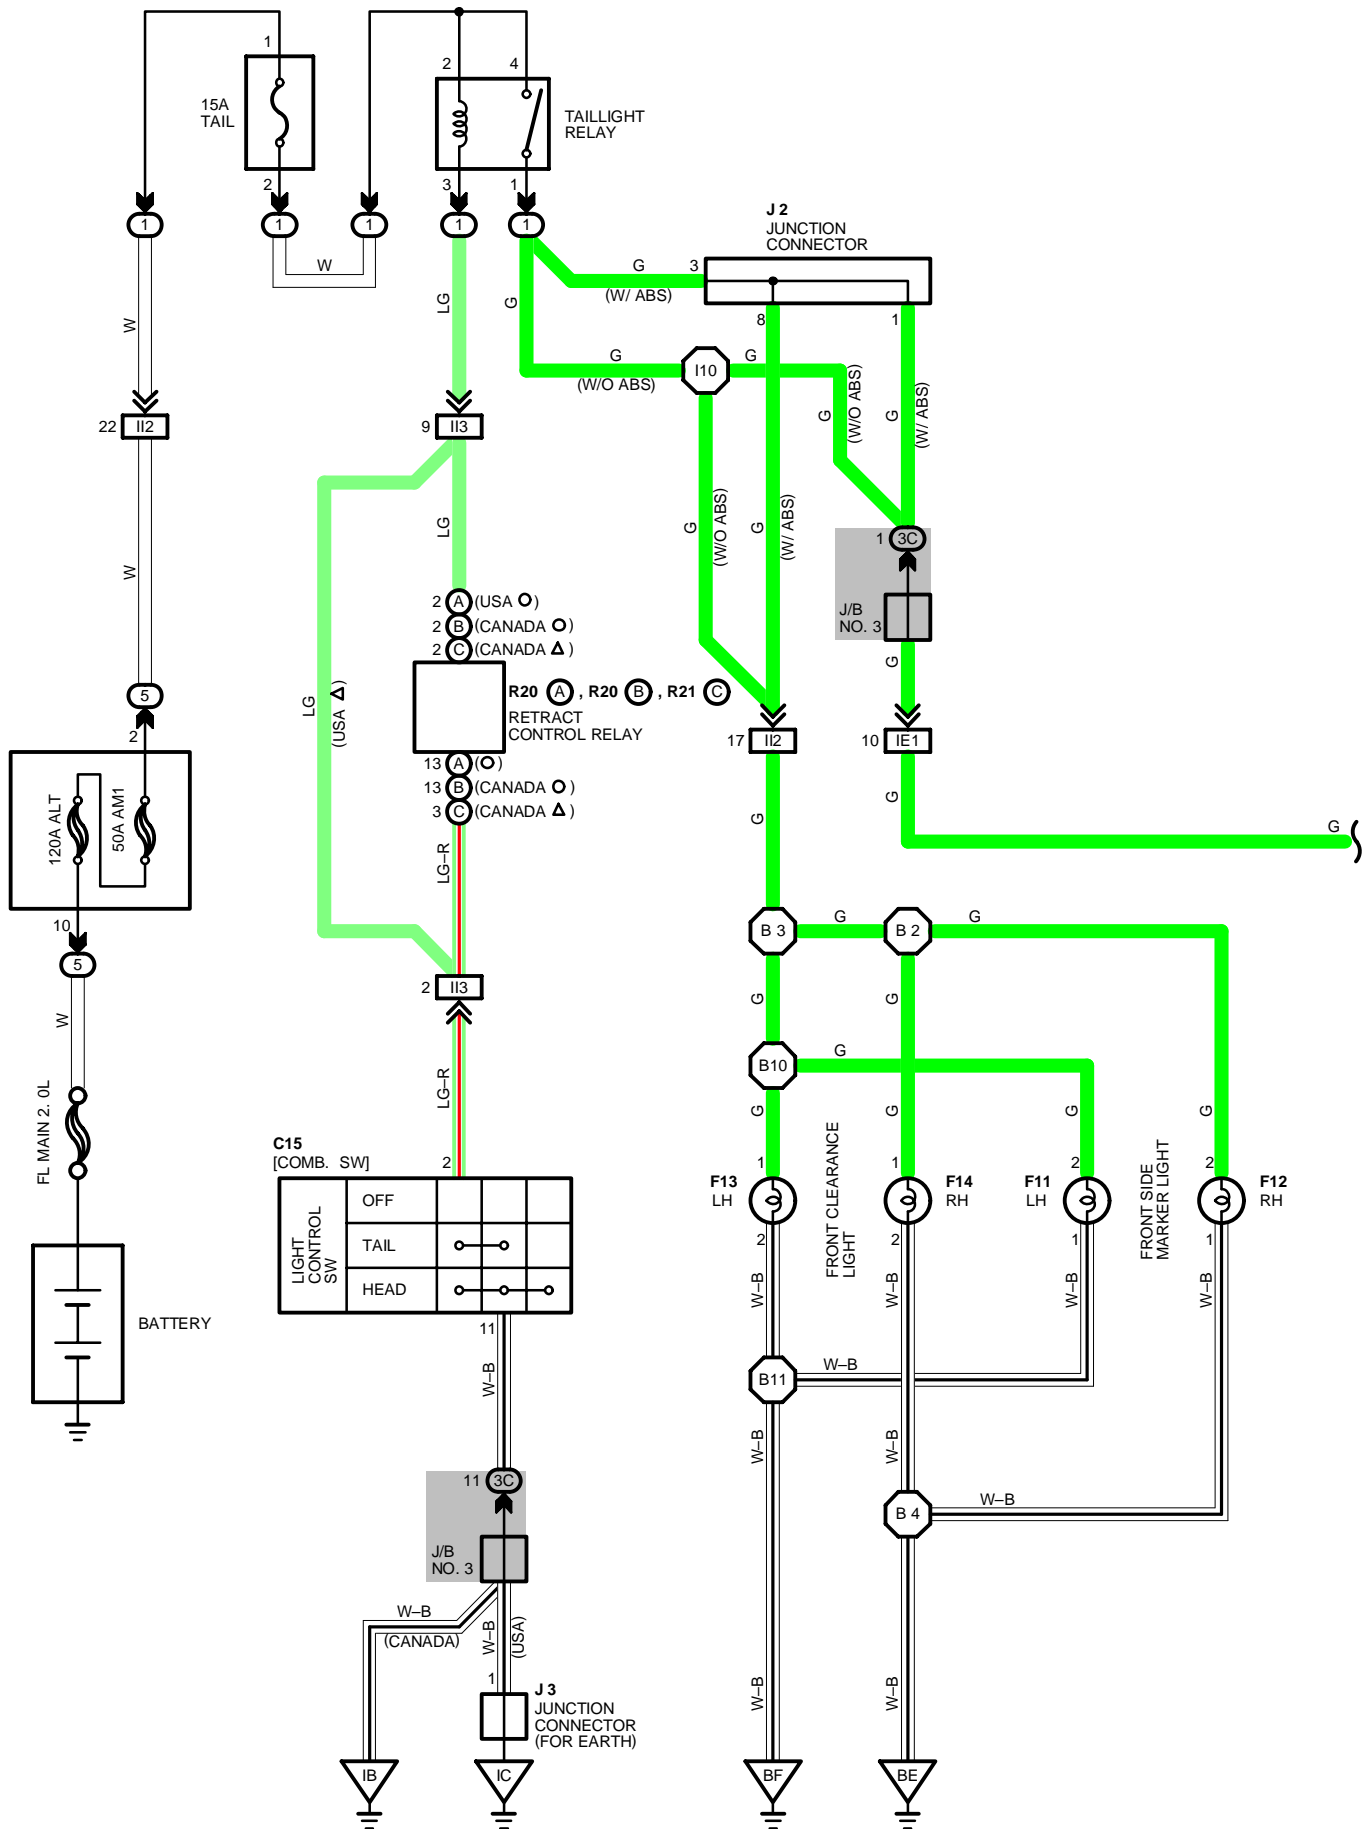 1
15A
TAIL
2
2
4
TAILLIGHT
RELAY
3
1
1
1
1
1
1
W
W
LG
G
G
(W/ ABS)
J 2
JUNCTION
CONNECTOR
3
8
1
G
(W/O ABS)
I10
G
G
(W/O ABS)
G
(W/ ABS)
22
II2
9
II3
W
LG
G
(W/O ABS)
G
(W/ ABS)
1
3C
J/B
NO. 3
G
2
A
(USA O)
2
B
(CANADA O)
2
C
(CANADA Δ)
R20 A , R20 B , R21 C
RETRACT
CONTROL RELAY
LG
(USA Δ)
13
A
(O)
13
B
(CANADA O)
3
C
(CANADA Δ)
5
2
120A ALT
50A AM1
10
5
W
FL MAIN 2. 0L
BATTERY
17
II2
10
IE1
G
G
G
LG–R
2
II3
LG–R
B 3
G
B 2
G
G
G
B10
G
G
G
G
G
C15
[COMB. SW]
2
LIGHT
CONTROL
SW
OFF
TAIL
HEAD
11
W–B
1
F13
LH
2
FRONT CLEARANCE
LIGHT
1
F14
RH
2
2
F11
LH
1
FRONT SIDE
MARKER LIGHT
2
F12
RH
1
W–B
W–B
W–B
W–B
B11
W–B
W–B
W–B
B 4
W–B
11
3C
J/B
NO. 3
W–B
(CANADA)
W–B
(USA)
1
J 3
JUNCTION
CONNECTOR
(FOR EARTH)
W–B
W–B
IB
IC
BF
BE